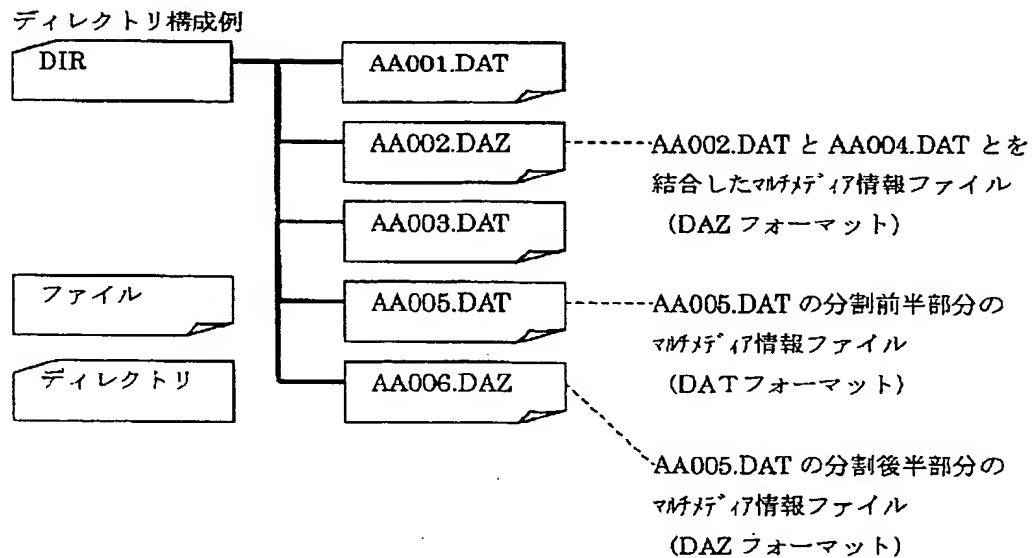 ディレクトリ構成例
DIR
AA001.DAT
AA002.DAZ
AA002.DAT と AA004.DAT とを
結合したﾏﾙﾁﾒﾃﾞｨｱ情報ファイル
(DAZ フォーマット)
AA003.DAT
ファイル
AA005.DAT
AA005.DAT の分割前半部分の
ﾏﾙﾁﾒﾃﾞｨｱ情報ファイル
(DATフォーマット)
ディレクトリ
AA006.DAZ
AA005.DAT の分割後半部分の
ﾏﾙﾁﾒﾃﾞｨｱ情報ファイル
(DAZ フォーマット)